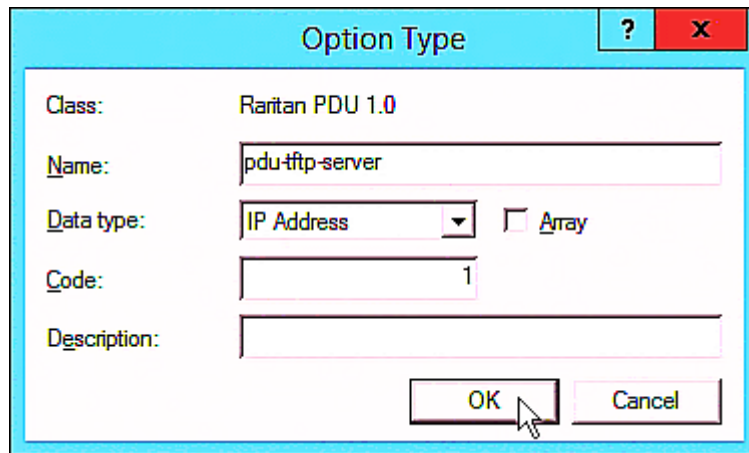 Option Type
?
x
Class: Raritan PDU 1.0
Name: pdu-tftp-server
Data type: IP Address Array
Code: 1
Description:
OK Cancel